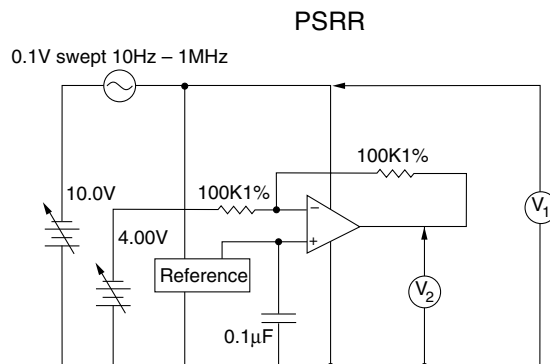 PSRR
0.1V swept 10Hz – 1MHz
100K1%
100K1%
10.0V
4.00V
V1
Reference
V2
0.1μF